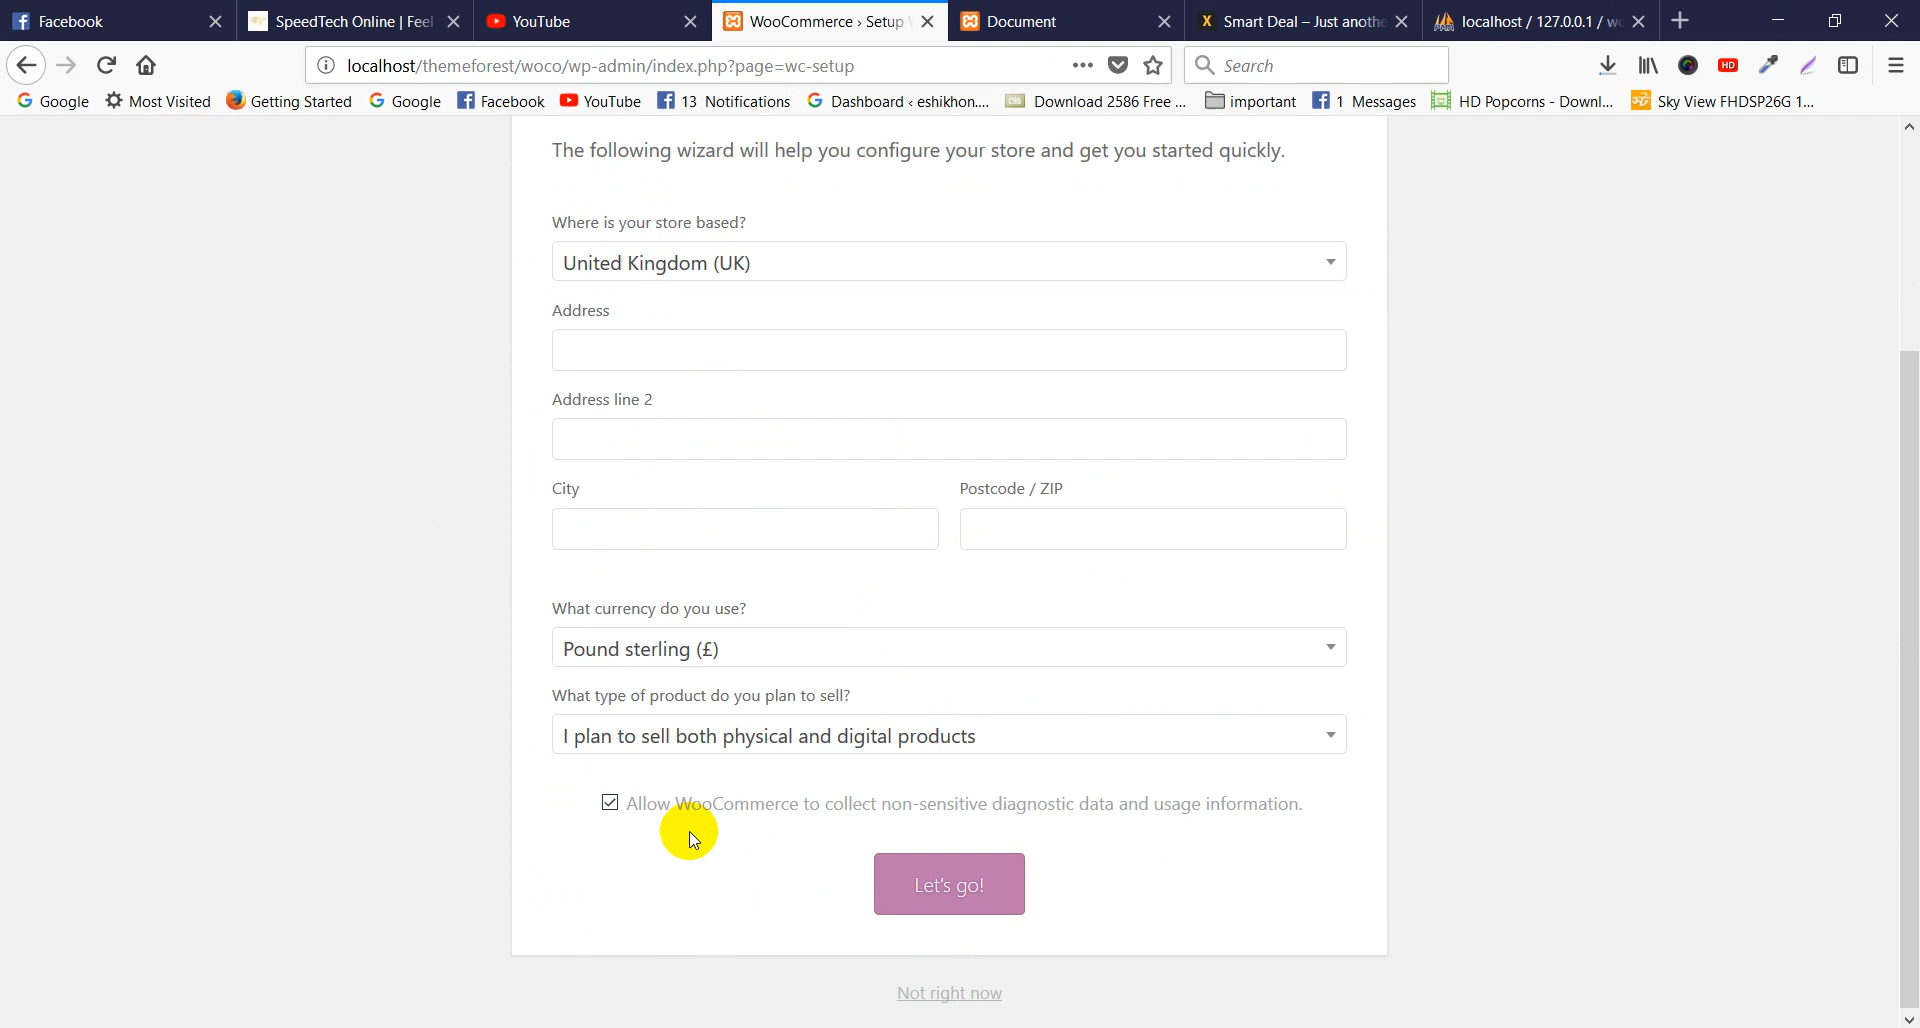 Facebook
SpeedTech Online | Feel
YouTube
WooCommerce › Setup
Document
Smart Deal – Just anothe
localhost / 127.0.0.1 / wo
localhost/themeforest/woco/wp-admin/index.php?page=wc-setup
Search
HD
Google
Most Visited
Getting Started
Google
Facebook
YouTube
13 Notifications
Dashboard ‹ eshikhon....
Download 2586 Free ...
important
1 Messages
HD Popcorns - Downl...
Sky View FHDSP26G 1...
The following wizard will help you configure your store and get you started quickly.
Where is your store based?
United Kingdom (UK)
Address
Address line 2
City
Postcode / ZIP
What currency do you use?
Pound sterling (£)
What type of product do you plan to sell?
I plan to sell both physical and digital products
Allow WooCommerce to collect non-sensitive diagnostic data and usage information.
Let's go!
Not right now